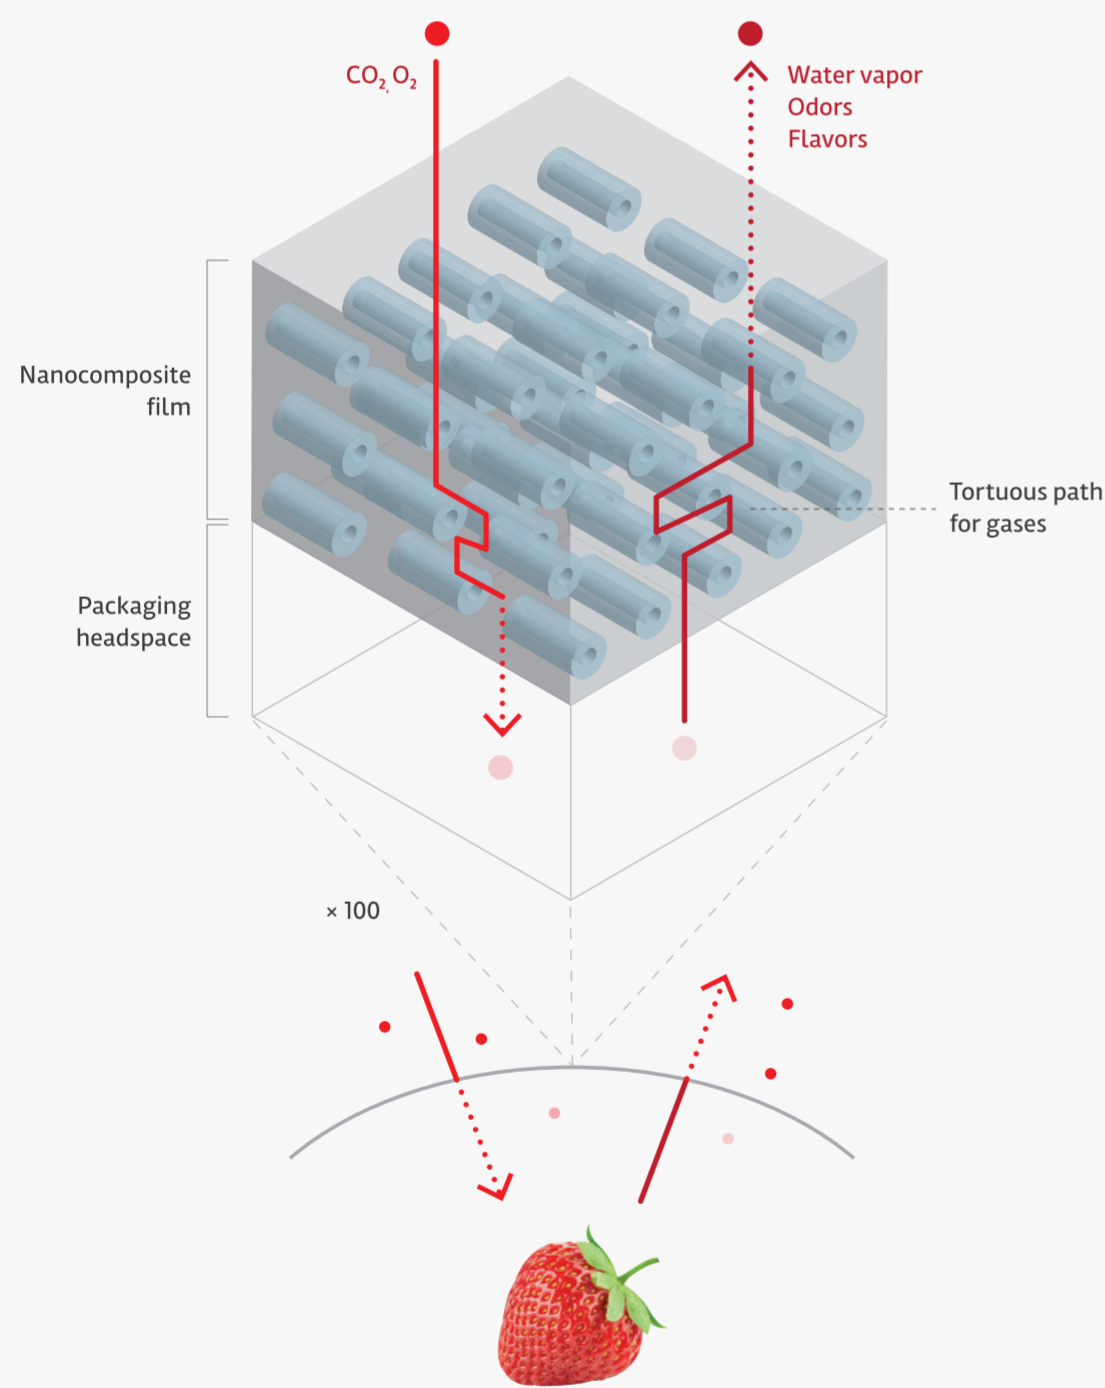 CO₂, O₂
Water vapor
Odors
Flavors
Nanocomposite
film
Tortuous path
for gases
Packaging
headspace
× 100